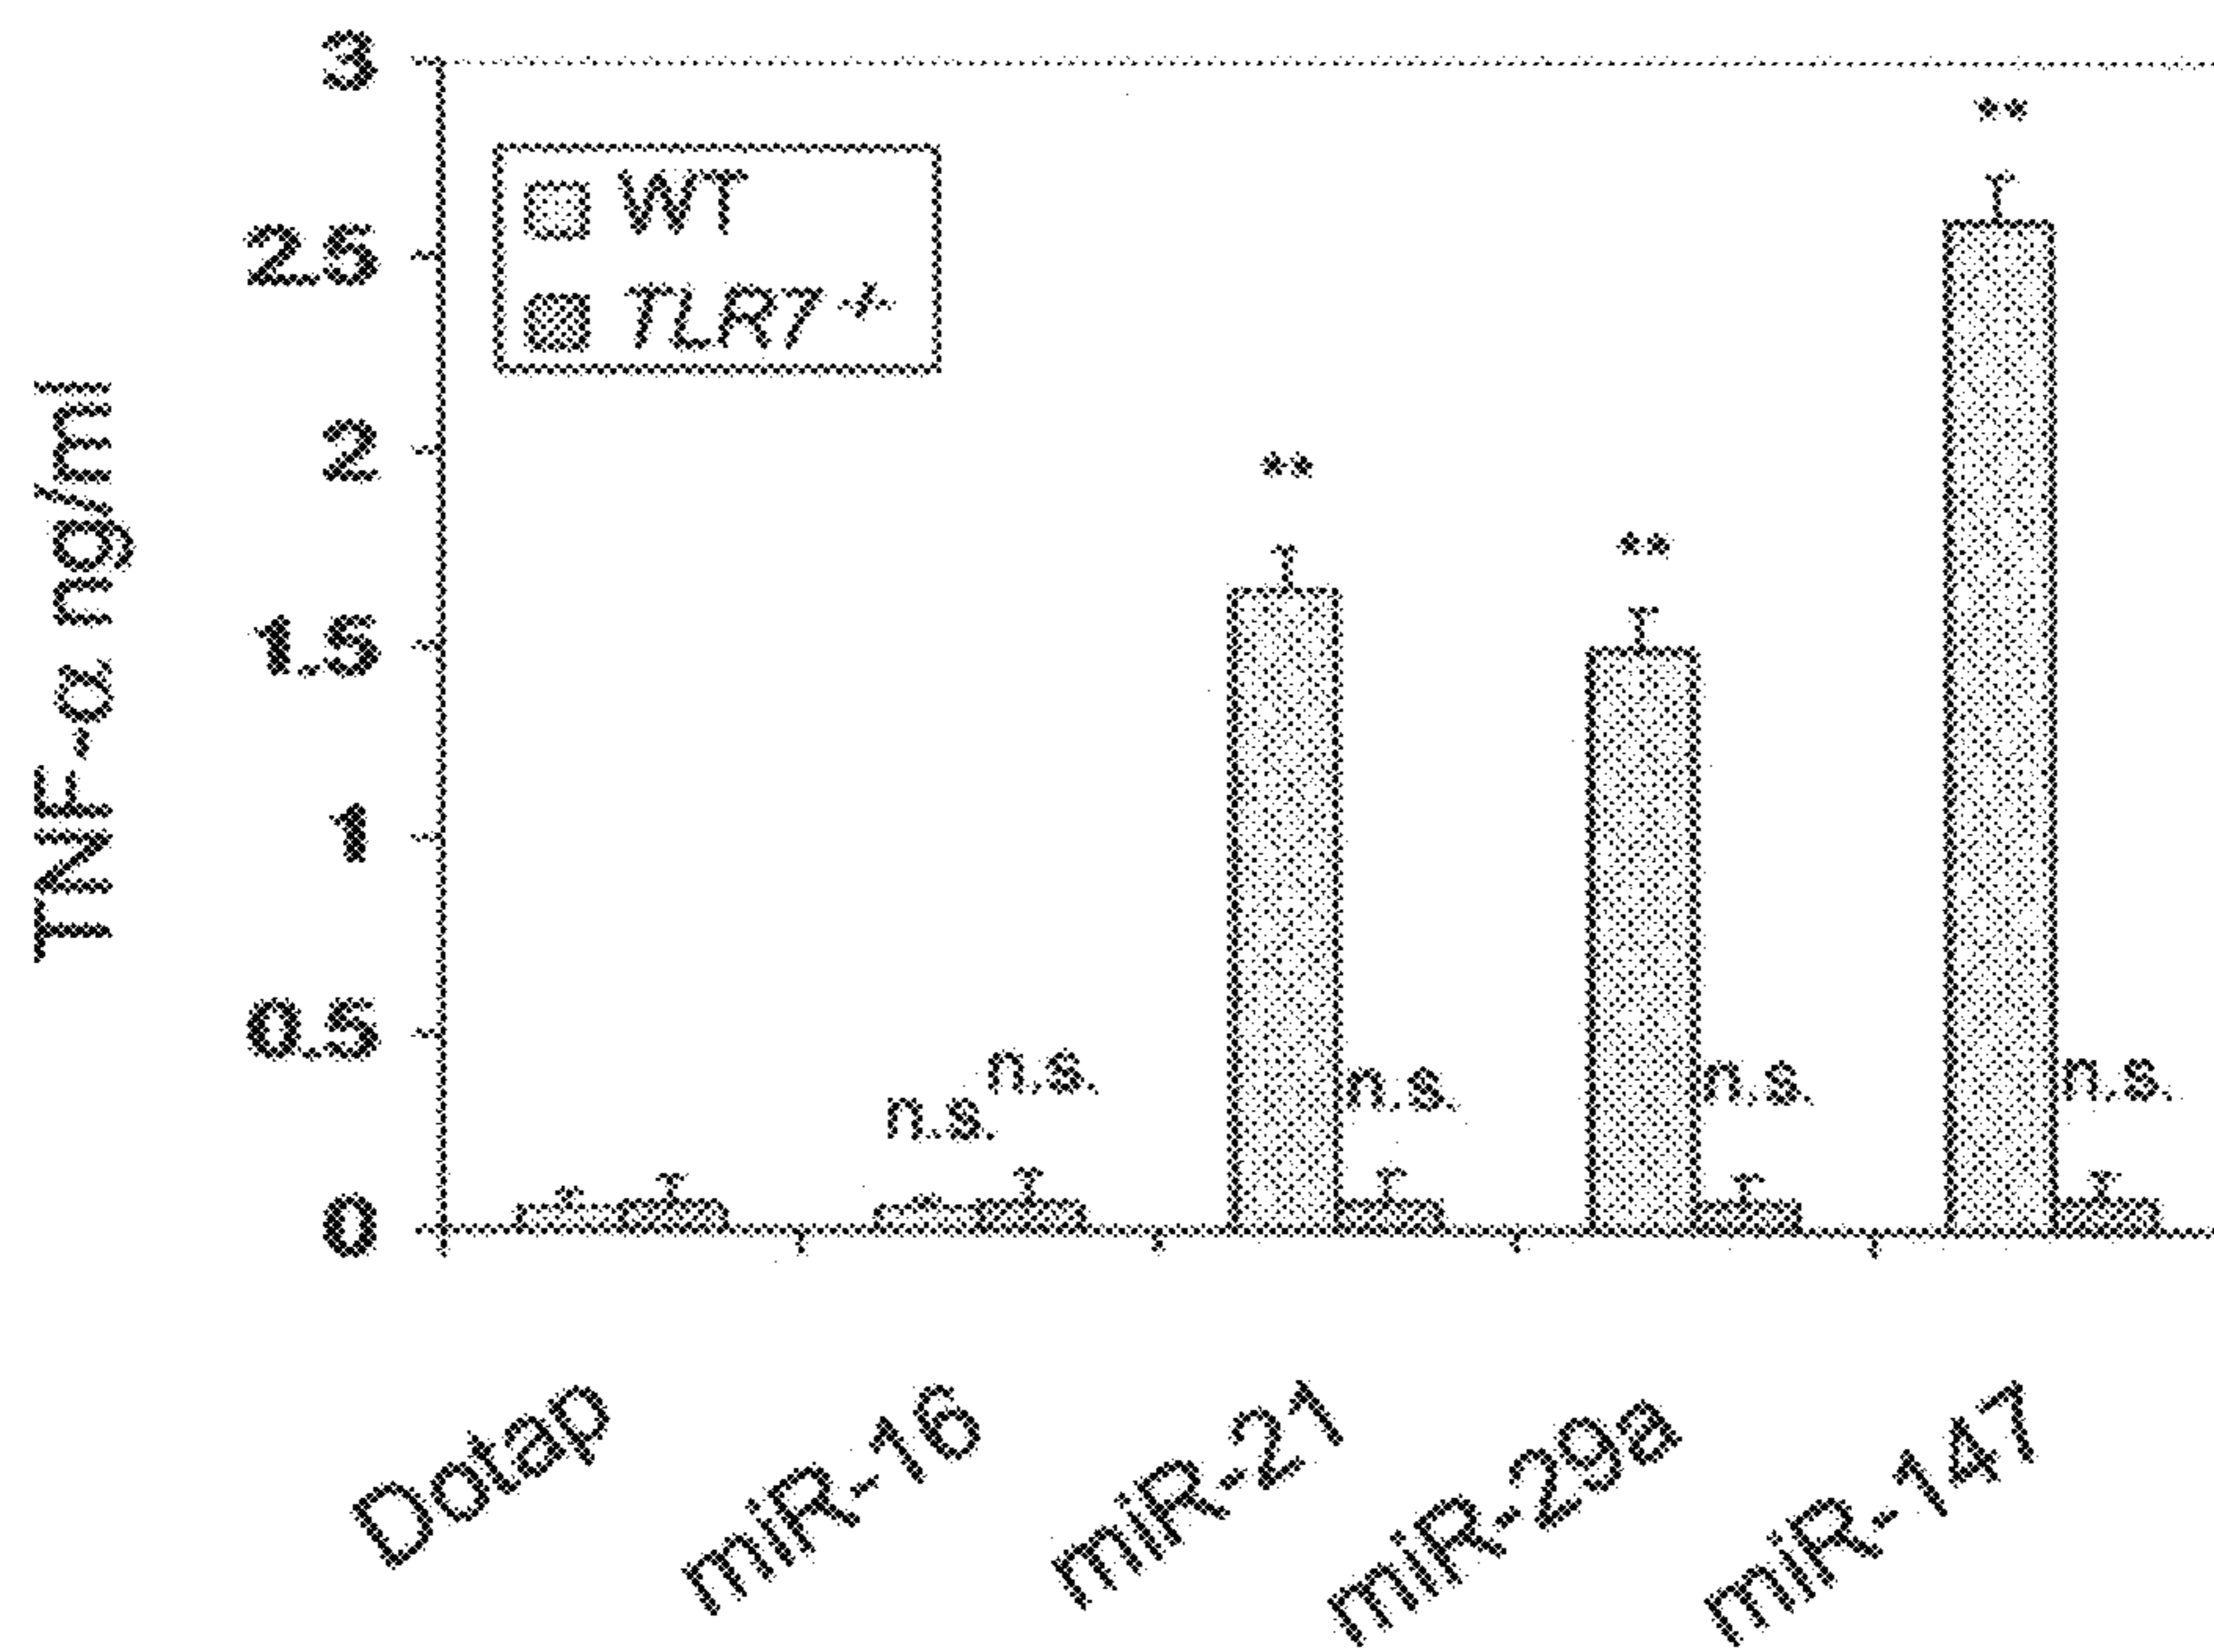 3
2.5
2
1.5
1
0.5
0
TNF-α ng/ml
WT
TLR7 -/-
**
**
**
n.s.
n.s.
n.s.
n.s.
n.s.
Dotap
miR-16
miR-21
miR-29a
miR-147